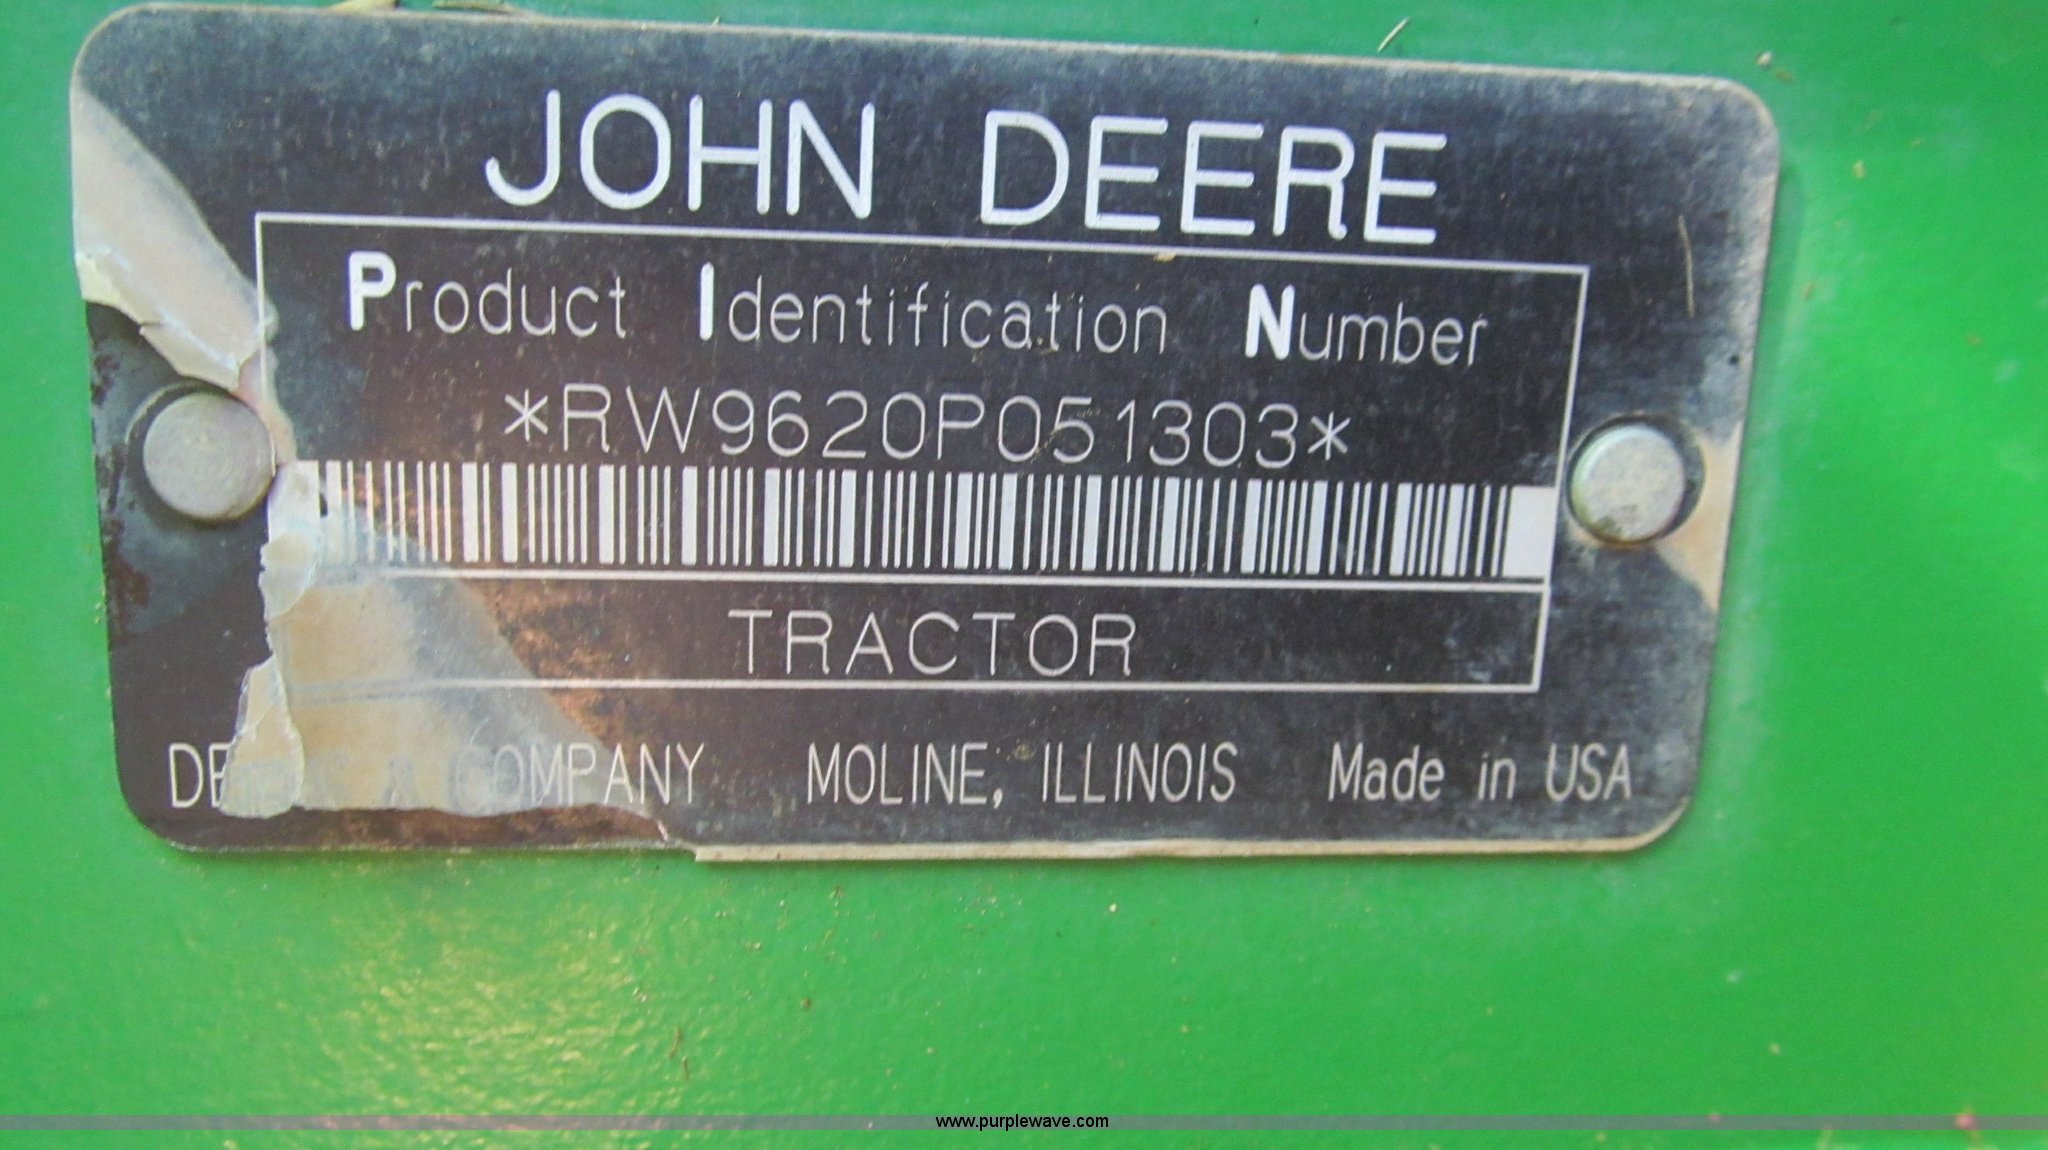 JOHN DEERE
Product Identification Number
*RW9620P051303*
TRACTOR
COMPANY MOLINE, ILLINOIS Made in USA
www.purplewave.com